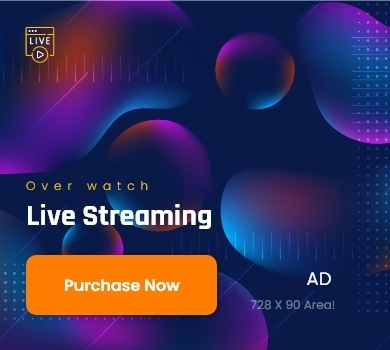 LIVE
Over watch
Live Streaming
Purchase Now
AD
728 X 90 Area!